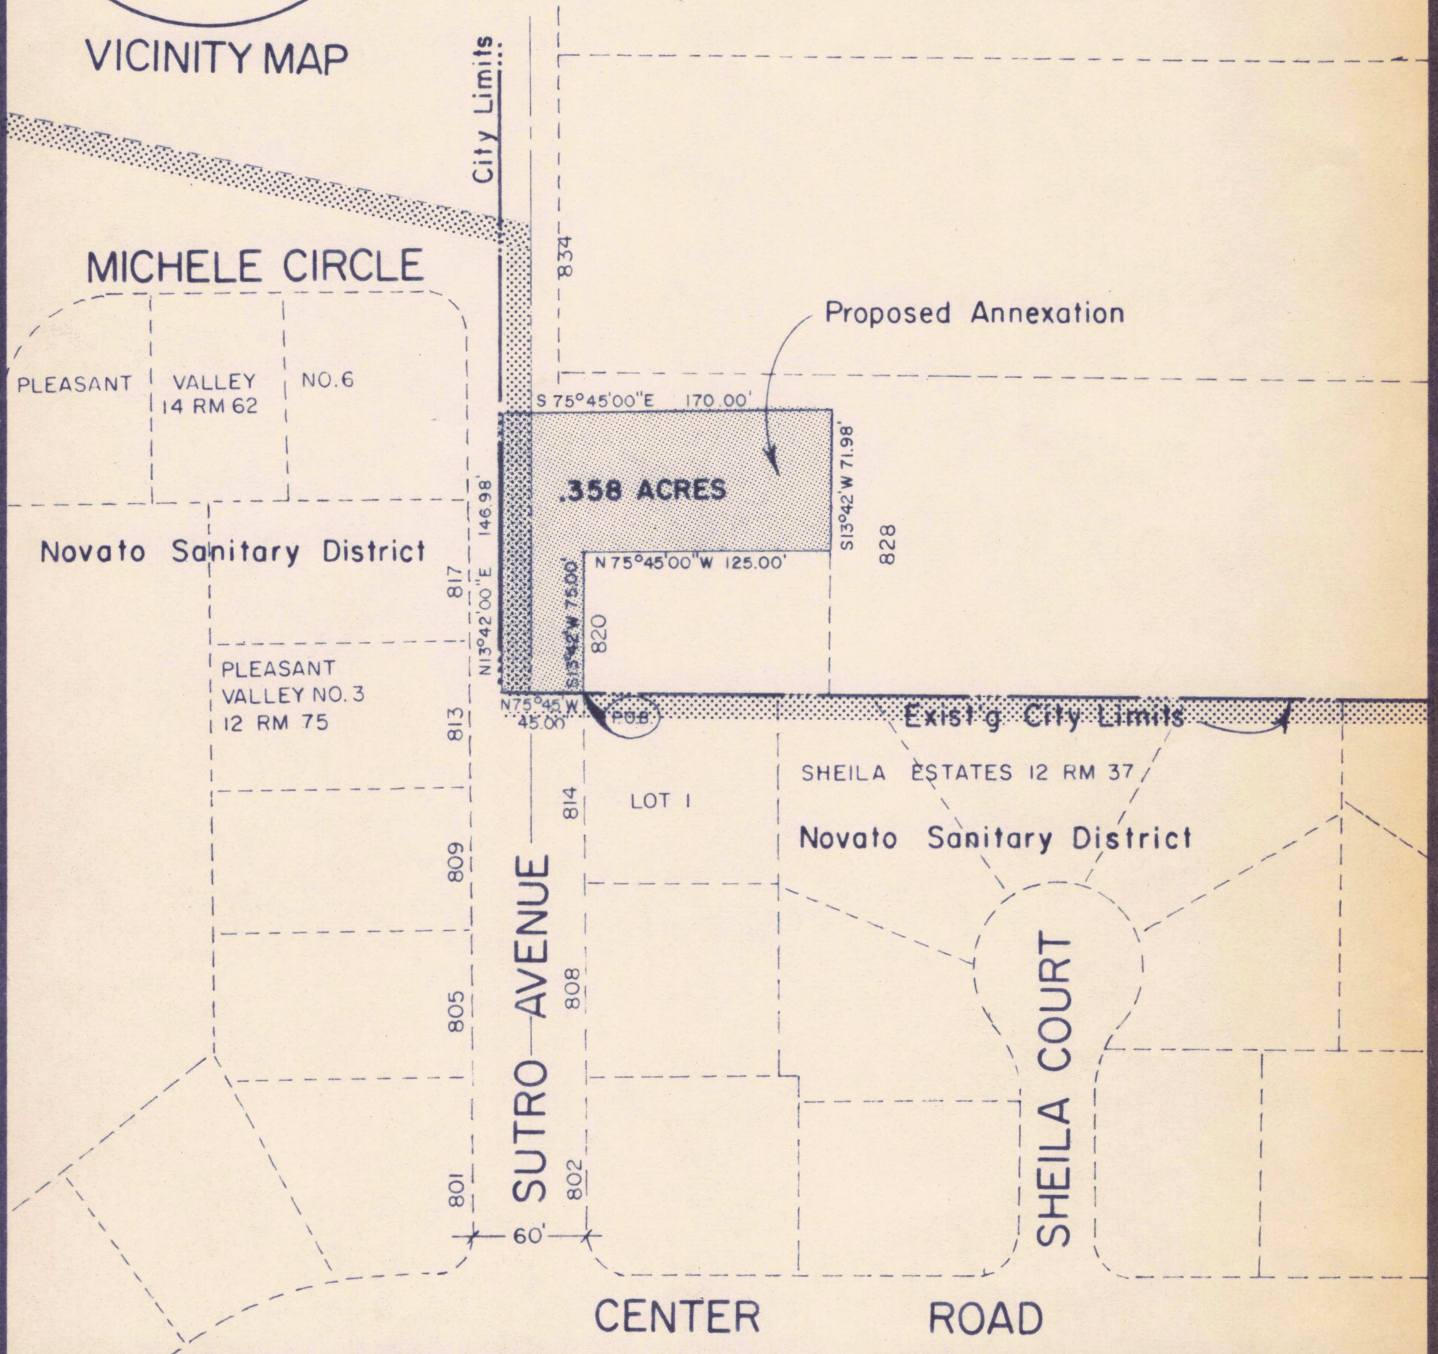 VICINITY MAP
City Limits
MICHELE CIRCLE
834
Proposed Annexation
PLEASANT VALLEY NO.6
14 RM 62
S 75°45'00"E 170.00'
.358 ACRES
S13°42'W 71.98'
828
146.98'
N13°42'00"E
Novato Sanitary District
N 75°45'00"W 125.00'
S13°42'W 75.00'
820
817
PLEASANT
VALLEY NO.3
12 RM 75
813
N75°45'W
45.00'
P.O.B.
Exist'g City Limits
SHEILA ESTATES 12 RM 37
LOT 1
814
Novato Sanitary District
809
SUTRO AVENUE
808
805
SHEILA COURT
801
802
60'
CENTER ROAD